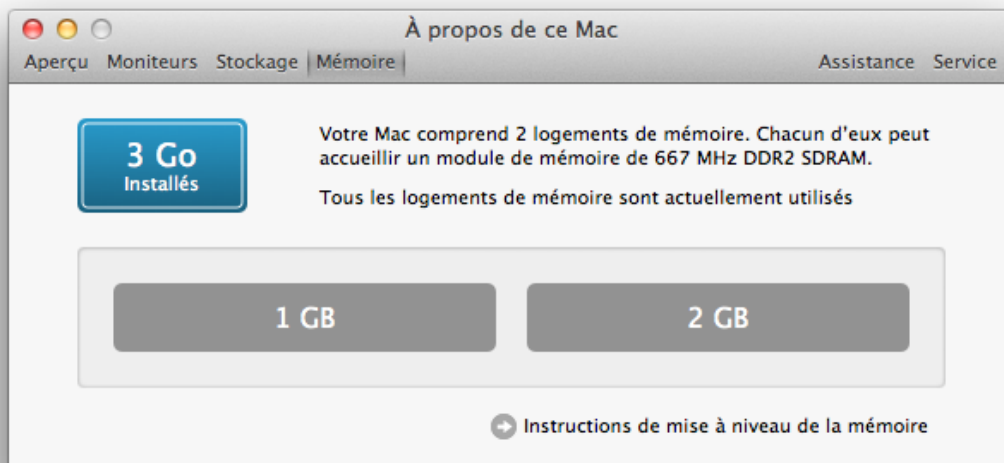 À propos de ce Mac
Aperçu Moniteurs Stockage Mémoire Assistance Service
3 Go
Installés
Votre Mac comprend 2 logements de mémoire. Chacun d'eux peut
accueillir un module de mémoire de 667 MHz DDR2 SDRAM.
Tous les logements de mémoire sont actuellement utilisés
1 GB 2 GB
Instructions de mise à niveau de la mémoire